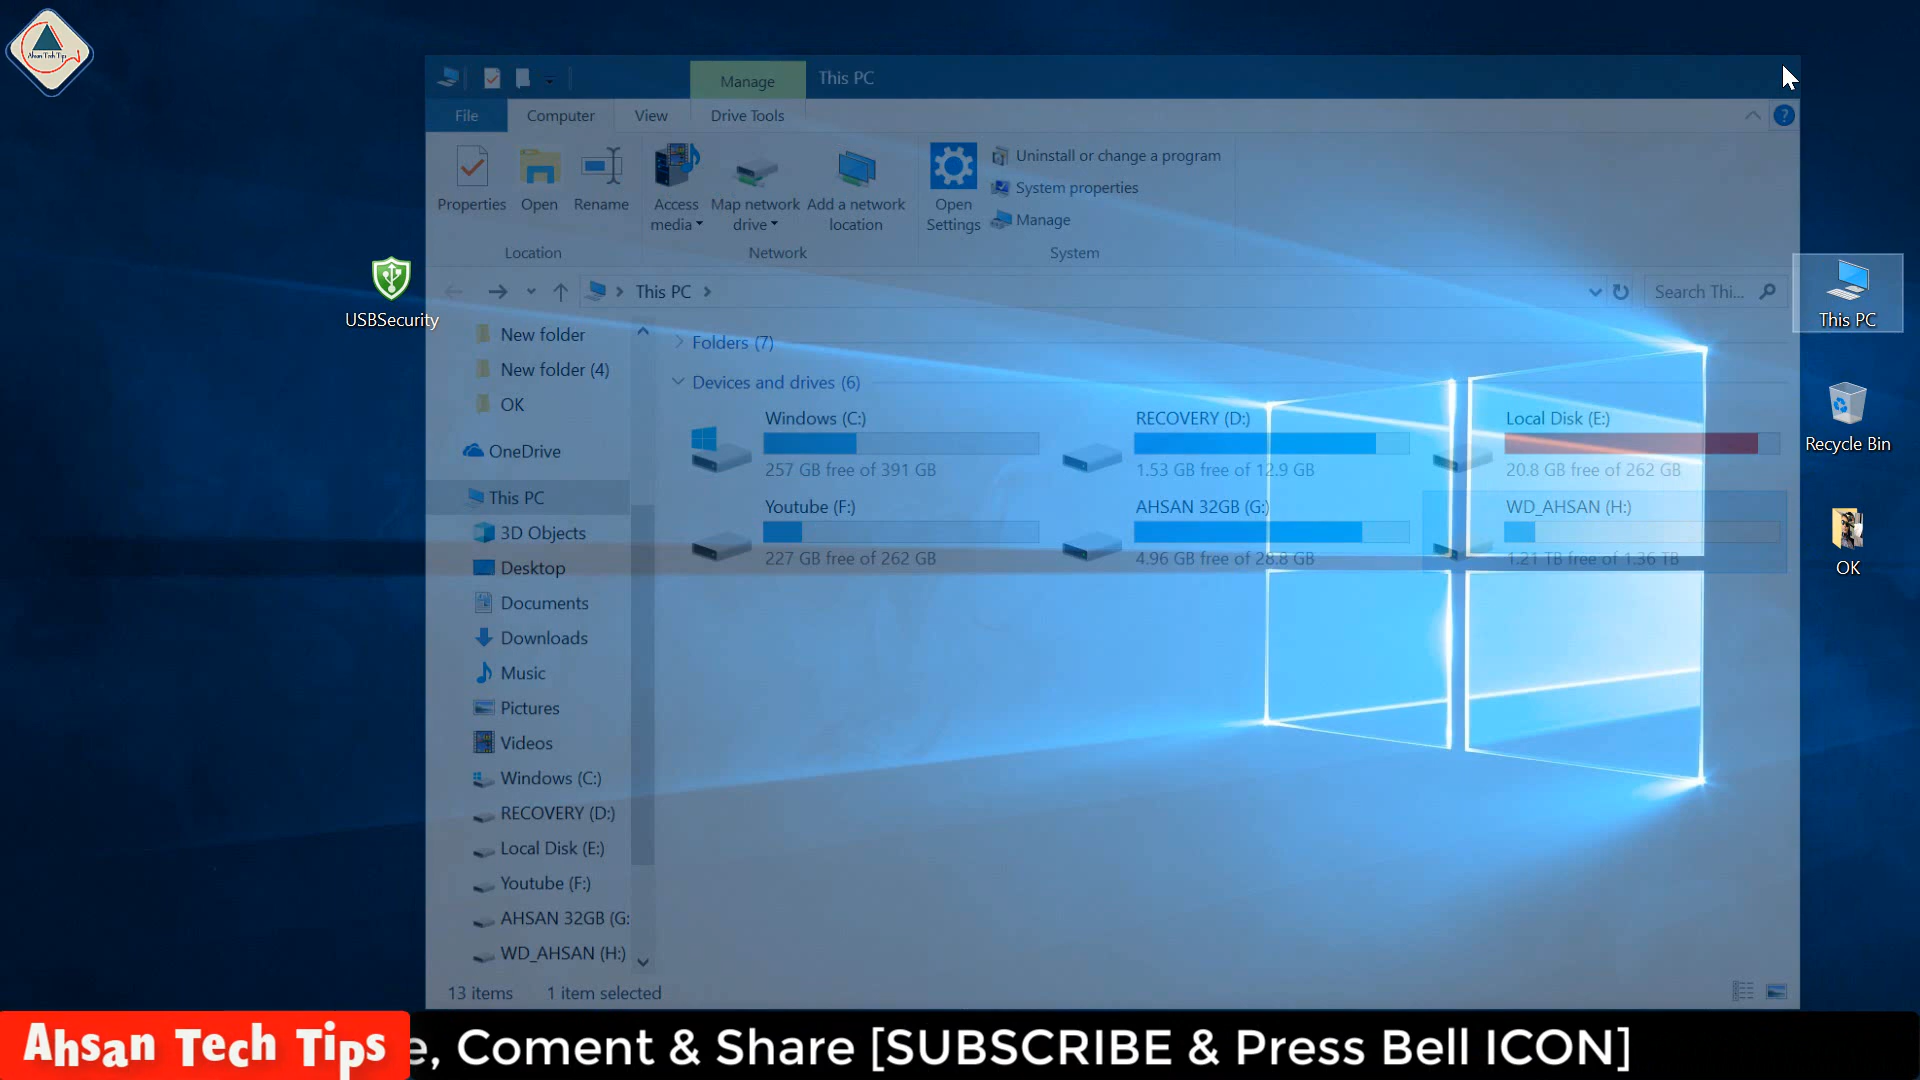 Ahsan Tech Tips
Manage
This PC
File
Computer
View
Drive Tools
Properties
Open
Rename
Access
media
Map network
drive
Add a network
location
Open
Settings
Uninstall or change a program
System properties
Manage
Location
Network
System
This PC
Search Thi...
USBSecurity
New folder
New folder (4)
OK
OneDrive
This PC
3D Objects
Desktop
Documents
Downloads
Music
Pictures
Videos
Windows (C:)
RECOVERY (D:)
Local Disk (E:)
Youtube (F:)
AHSAN 32GB (G:
WD_AHSAN (H:)
Folders (7)
Devices and drives (6)
Windows (C:)
257 GB free of 391 GB
RECOVERY (D:)
1.53 GB free of 12.9 GB
Local Disk (E:)
20.8 GB free of 262 GB
Youtube (F:)
227 GB free of 262 GB
AHSAN 32GB (G:)
4.96 GB free of 28.8 GB
WD_AHSAN (H:)
1.21 TB free of 1.36 TB
This PC
Recycle Bin
OK
13 items
1 item selected
Ahsan Tech Tips
e, Coment & Share [SUBSCRIBE & Press Bell ICON]